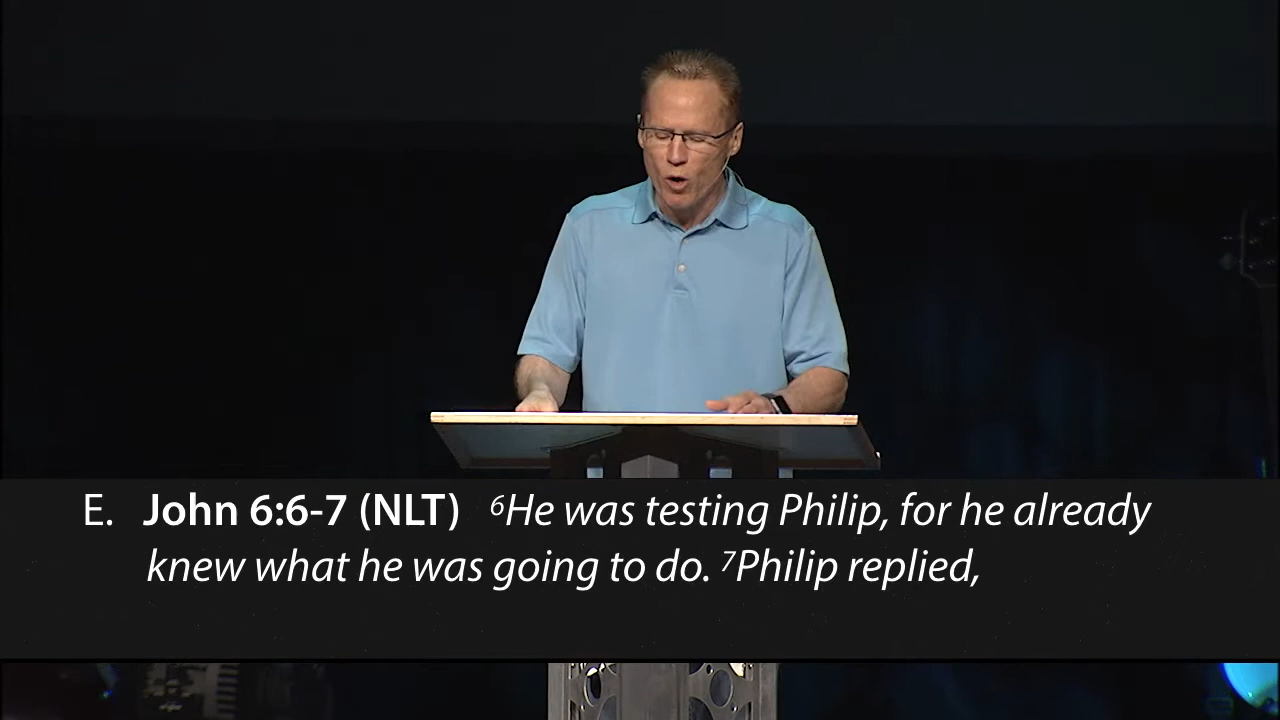 E. John 6:6-7 (NLT) ⁶He was testing Philip, for he already
knew what he was going to do. ⁷Philip replied,